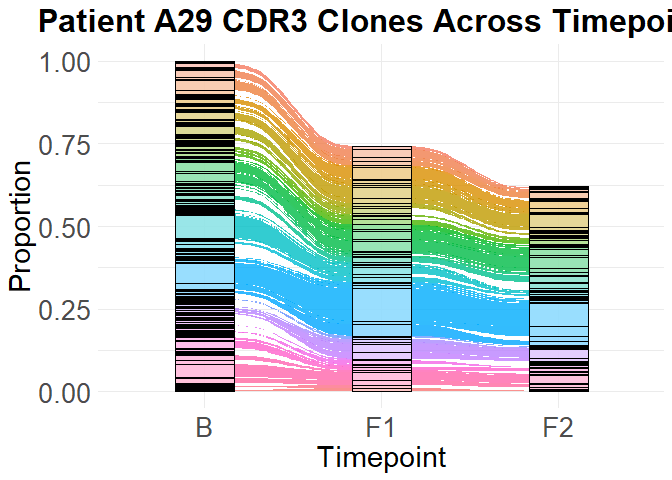 Patient A29 CDR3 Clones Across Timepoi
1.00
0.75
0.50
0.25
0.00
Proportion
B F1 F2
Timepoint